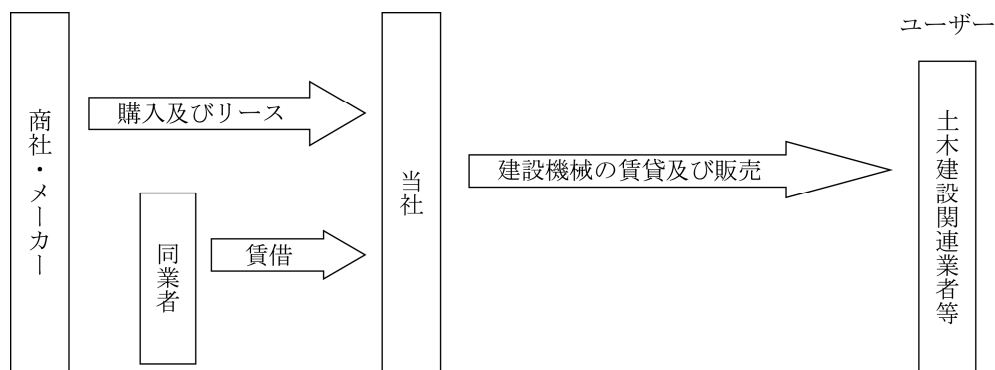 ユーザー
商社・メーカー
購入及びリース
同業者
賃借
当社
建設機械の賃貸及び販売
土木建設関連業者等